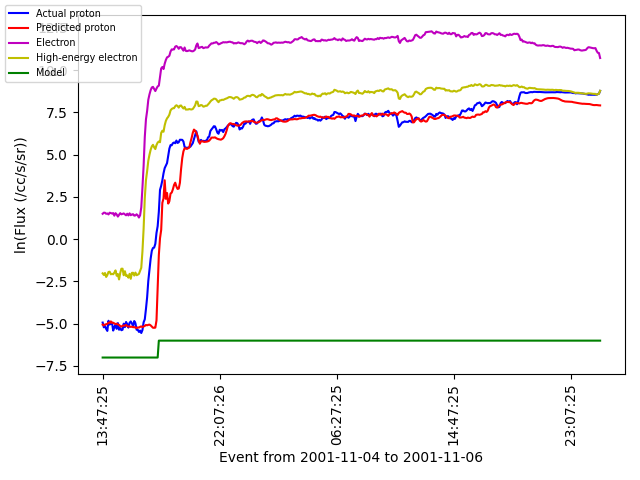 Actual proton
Predicted proton
Electron
High-energy electron
Model
7.5
5.0
2.5
0.0
−2.5
−5.0
−7.5
ln(Flux (/cc/s/sr))
13:47:25
22:07:26
06:27:25
14:47:25
23:07:25
Event from 2001-11-04 to 2001-11-06